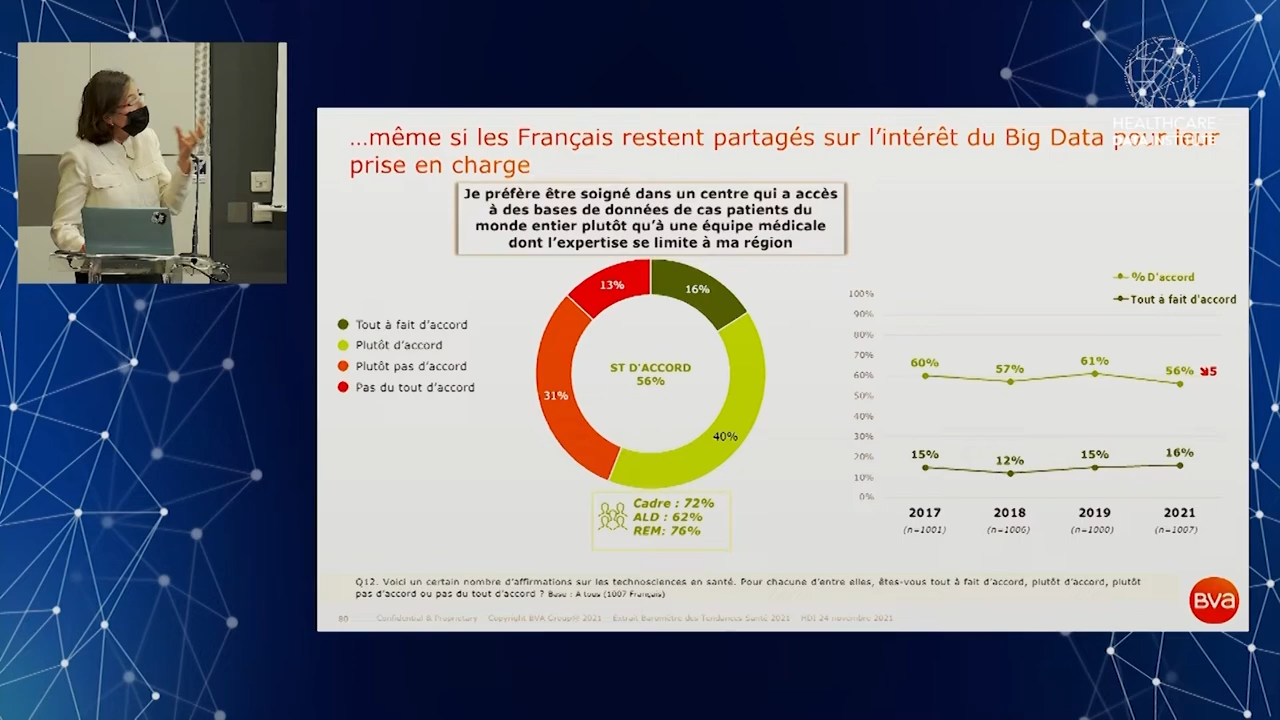 HEALTHCARE
DATA INSTITUTE
...même si les Français restent partagés sur l'intérêt du Big Data pour leur
prise en charge
Je préfère être soigné dans un centre qui a accès
à des bases de données de cas patients du
monde entier plutôt qu'à une équipe médicale
dont l'expertise se limite à ma région
Tout à fait d'accord
Plutôt d'accord
Plutôt pas d'accord
Pas du tout d'accord
13%
16%
31%
40%
ST D'ACCORD
56%
Cadre : 72%
ALD : 62%
REM: 76%
% D'accord
Tout à fait d'accord
100%
90%
80%
70%
60%
50%
40%
30%
20%
10%
0%
60%
57%
61%
56%
5
15%
12%
15%
16%
2017
2018
2019
2021
(n=1001)
(n=1006)
(n=1000)
(n=1007)
Q12. Voici un certain nombre d'affirmations sur les technosciences en santé. Pour chacune d'entre elles, êtes-vous tout à fait d'accord, plutôt d'accord, plutôt
pas d'accord ou pas du tout d'accord ? Base : A tous (1007 Français)
80 Confidential & Proprietary Copyright BVA Group® 2021 Extrait Baromètre des Tendances Santé 2021 HDI 24 novembre 2021
BVA